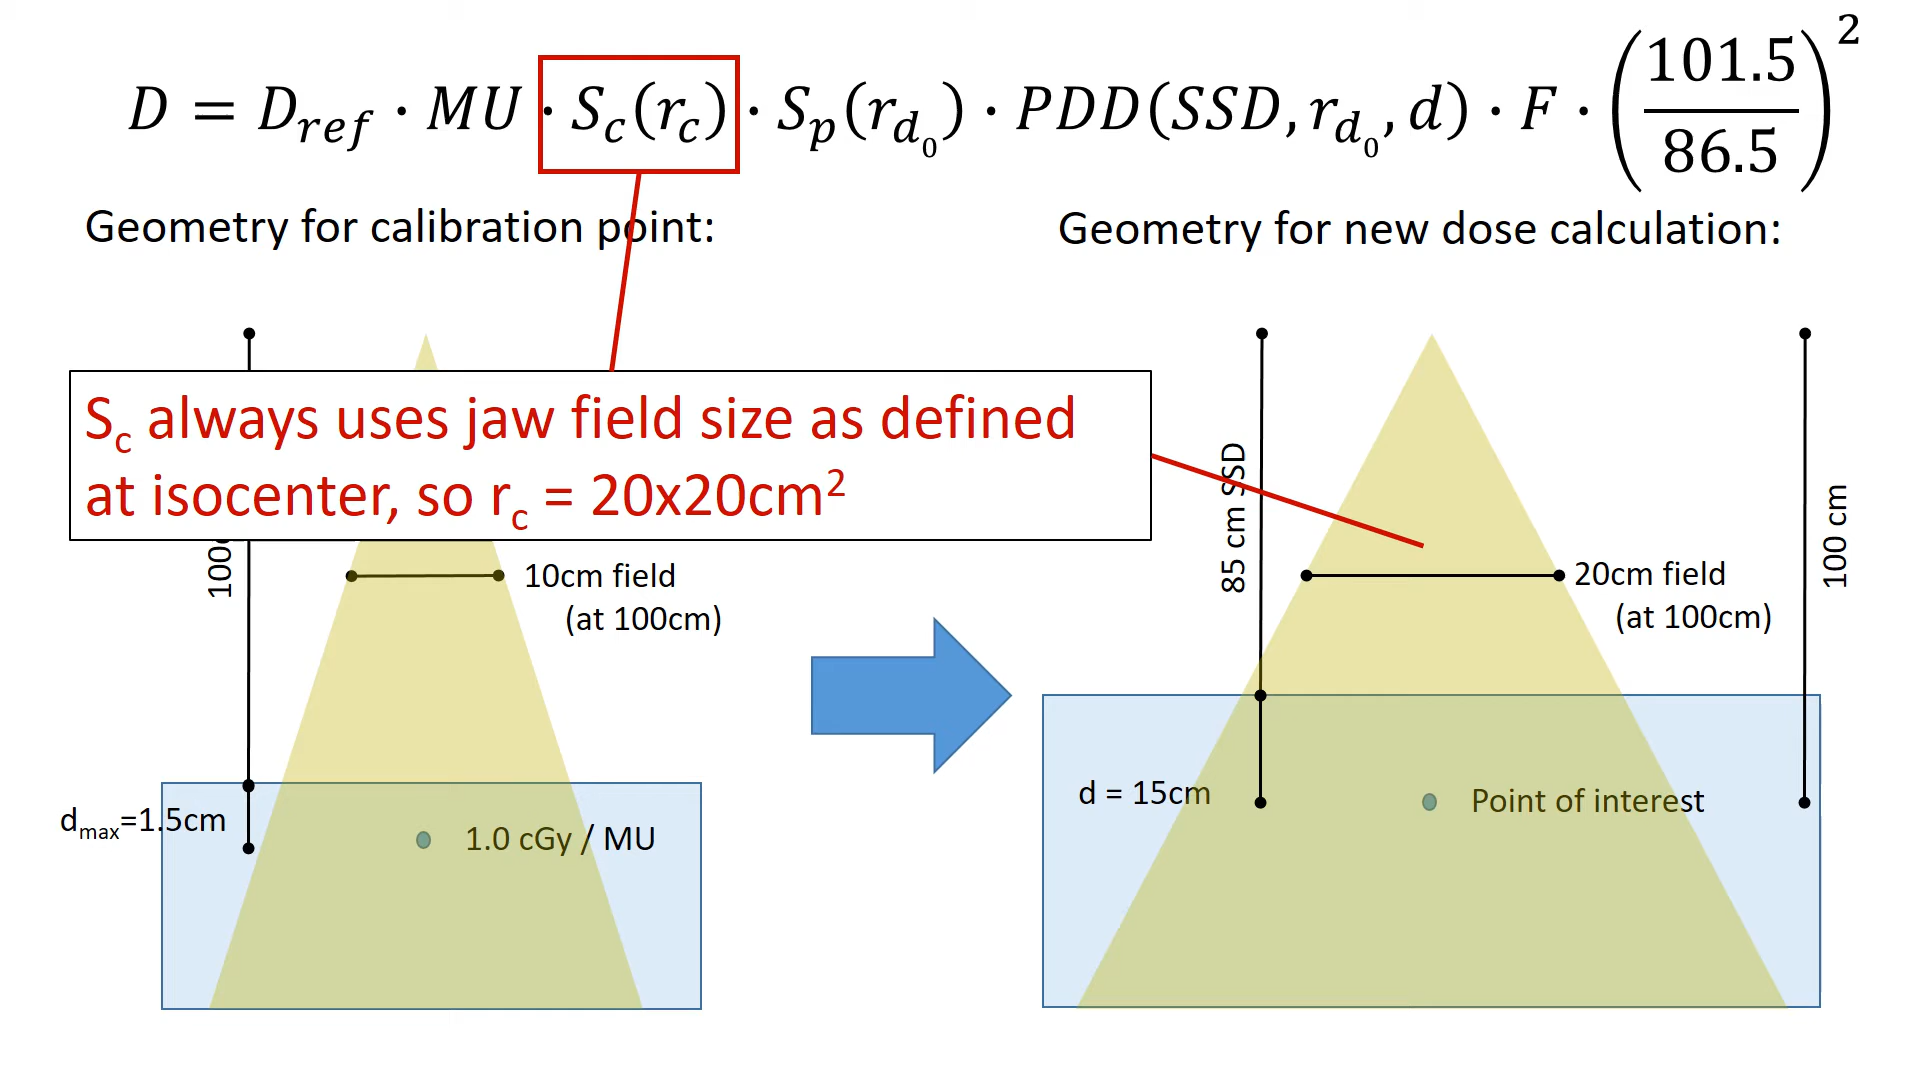 D = D_ref · MU · S_c(r_c) · S_p(r_d₀) · PDD(SSD, r_d₀, d) · F · (101.5/86.5)²
Geometry for calibration point:
Geometry for new dose calculation:
S_c always uses jaw field size as defined
at isocenter, so r_c = 20x20cm²
100
10cm field
(at 100cm)
d_max=1.5cm
1.0 cGy / MU
85 cm SSD
20cm field
(at 100cm)
100 cm
d = 15cm
Point of interest